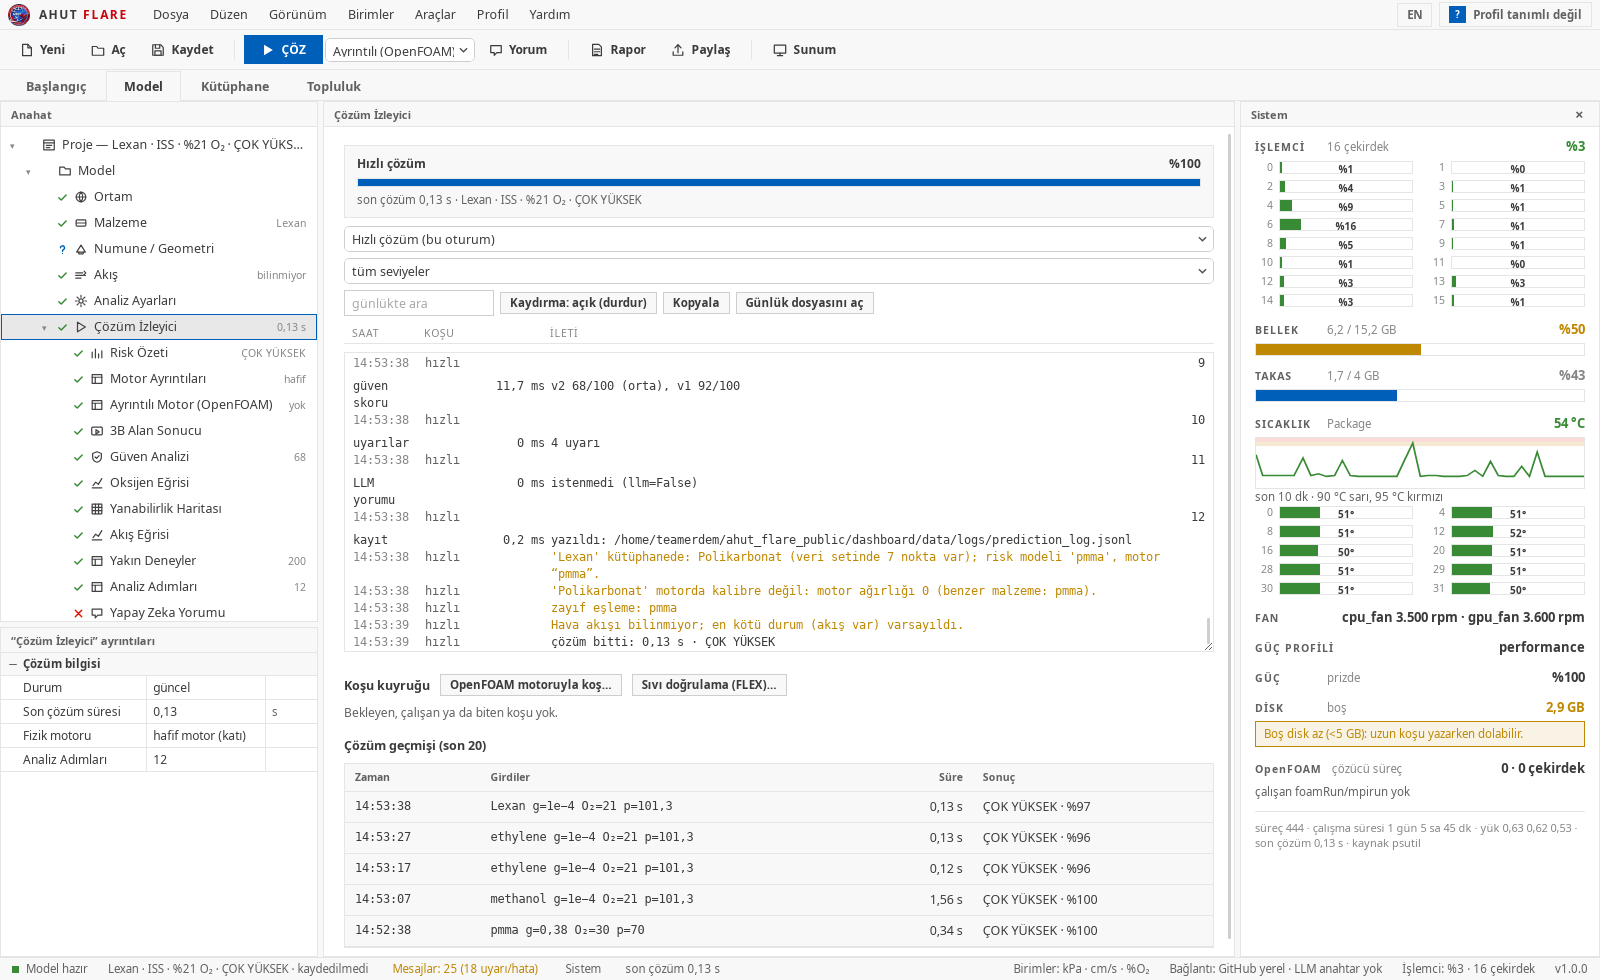 AHUT FLARE Dosya Düzen Görünüm Birimler Araçlar Profil Yardım EN ? Profil tanımlı değil
Yeni Aç Kaydet ÇÖZ Ayrıntılı (OpenFOAM) Yorum Rapor Paylaş Sunum
Başlangıç Model Kütüphane Topluluk
Anahat
Proje — Lexan · ISS · %21 O₂ · ÇOK YÜKS...
Model
Ortam
Malzeme Lexan
? Numune / Geometri
Akış bilinmiyor
Analiz Ayarları
Çözüm İzleyici 0,13 s
Risk Özeti ÇOK YÜKSEK
Motor Ayrıntıları hafif
Ayrıntılı Motor (OpenFOAM) yok
3B Alan Sonucu
Güven Analizi 68
Oksijen Eğrisi
Yanabilirlik Haritası
Akış Eğrisi
Yakın Deneyler 200
Analiz Adımları 12
Yapay Zeka Yorumu
“Çözüm İzleyici” ayrıntıları
Çözüm bilgisi
Durum güncel
Son çözüm süresi 0,13 s
Fizik motoru hafif motor (katı)
Analiz Adımları 12
Çözüm İzleyici
Hızlı çözüm %100
son çözüm 0,13 s · Lexan · ISS · %21 O₂ · ÇOK YÜKSEK
Hızlı çözüm (bu oturum)
tüm seviyeler
günlükte ara Kaydırma: açık (durdur) Kopyala Günlük dosyasını aç
SAAT KOŞU İLETİ
14:53:38 hızlı 9
güven 11,7 ms v2 68/100 (orta), v1 92/100
skoru
14:53:38 hızlı 10
uyarılar 0 ms 4 uyarı
14:53:38 hızlı 11
LLM 0 ms istenmedi (llm=False)
yorumu
14:53:38 hızlı 12
kayıt 0,2 ms yazıldı: /home/teamerdem/ahut_flare_public/dashboard/data/logs/prediction_log.jsonl
14:53:38 hızlı 'Lexan' kütüphanede: Polikarbonat (veri setinde 7 nokta var); risk modeli 'pmma', motor
“pmma”.
14:53:38 hızlı 'Polikarbonat' motorda kalibre değil: motor ağırlığı 0 (benzer malzeme: pmma).
14:53:38 hızlı zayıf eşleme: pmma
14:53:39 hızlı Hava akışı bilinmiyor; en kötü durum (akış var) varsayıldı.
14:53:39 hızlı çözüm bitti: 0,13 s · ÇOK YÜKSEK
Koşu kuyruğu OpenFOAM motoruyla koş... Sıvı doğrulama (FLEX)...
Bekleyen, çalışan ya da biten koşu yok.
Çözüm geçmişi (son 20)
Zaman Girdiler Süre Sonuç
14:53:38 Lexan g=1e−4 O₂=21 p=101,3 0,13 s ÇOK YÜKSEK · %97
14:53:27 ethylene g=1e−4 O₂=21 p=101,3 0,13 s ÇOK YÜKSEK · %96
14:53:17 ethylene g=1e−4 O₂=21 p=101,3 0,12 s ÇOK YÜKSEK · %96
14:53:07 methanol g=1e−4 O₂=21 p=101,3 1,56 s ÇOK YÜKSEK · %100
14:52:38 pmma g=0,38 O₂=30 p=70 0,34 s ÇOK YÜKSEK · %100
Sistem ×
İŞLEMCİ 16 çekirdek %3
0 %1 1 %0
2 %4 3 %1
4 %9 5 %1
6 %16 7 %1
8 %5 9 %1
10 %1 11 %0
12 %3 13 %3
14 %3 15 %1
BELLEK 6,2 / 15,2 GB %50
TAKAS 1,7 / 4 GB %43
SICAKLIK Package 54 °C
son 10 dk · 90 °C sarı, 95 °C kırmızı
0 51° 4 51°
8 51° 12 52°
16 50° 20 51°
28 51° 29 51°
30 51° 31 50°
FAN cpu_fan 3.500 rpm · gpu_fan 3.600 rpm
GÜÇ PROFİLİ performance
GÜÇ prizde %100
DİSK boş 2,9 GB
Boş disk az (<5 GB): uzun koşu yazarken dolabilir.
OpenFOAM çözücü süreç 0 · 0 çekirdek
çalışan foamRun/mpirun yok
süreç 444 · çalışma süresi 1 gün 5 sa 45 dk · yük 0,63 0,62 0,53 ·
son çözüm 0,13 s · kaynak psutil
Model hazır Lexan · ISS · %21 O₂ · ÇOK YÜKSEK · kaydedilmedi Mesajlar: 25 (18 uyarı/hata) Sistem son çözüm 0,13 s Birimler: kPa · cm/s · %O₂ Bağlantı: GitHub yerel · LLM anahtar yok İşlemci: %3 · 16 çekirdek v1.0.0